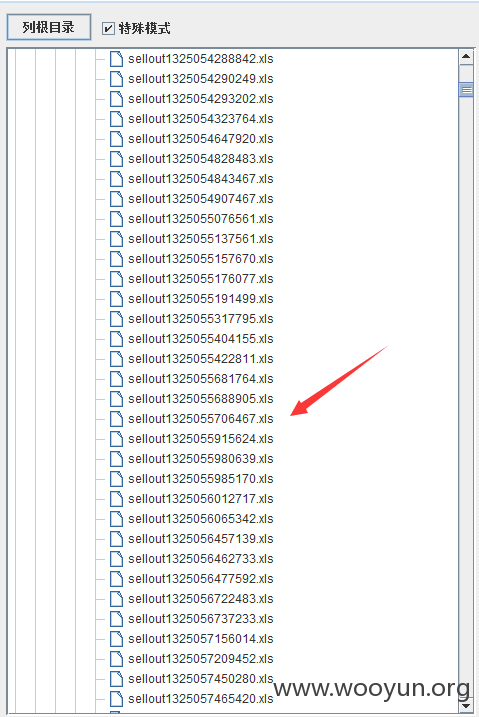 列根目录
特殊模式
sellout1325054288842.xls
sellout1325054290249.xls
sellout1325054293202.xls
sellout1325054323764.xls
sellout1325054647920.xls
sellout1325054828483.xls
sellout1325054843467.xls
sellout1325054907467.xls
sellout1325055076561.xls
sellout1325055137561.xls
sellout1325055157670.xls
sellout1325055176077.xls
sellout1325055191499.xls
sellout1325055317795.xls
sellout1325055404155.xls
sellout1325055422811.xls
sellout1325055681764.xls
sellout1325055688905.xls
sellout1325055706467.xls
sellout1325055915624.xls
sellout1325055980639.xls
sellout1325055985170.xls
sellout1325056012717.xls
sellout1325056065342.xls
sellout1325056457139.xls
sellout1325056462733.xls
sellout1325056477592.xls
sellout1325056722483.xls
sellout1325056737233.xls
sellout1325057156014.xls
sellout1325057209452.xls
sellout1325057450280.xls
sellout1325057465420.xls
www.wooyun.org